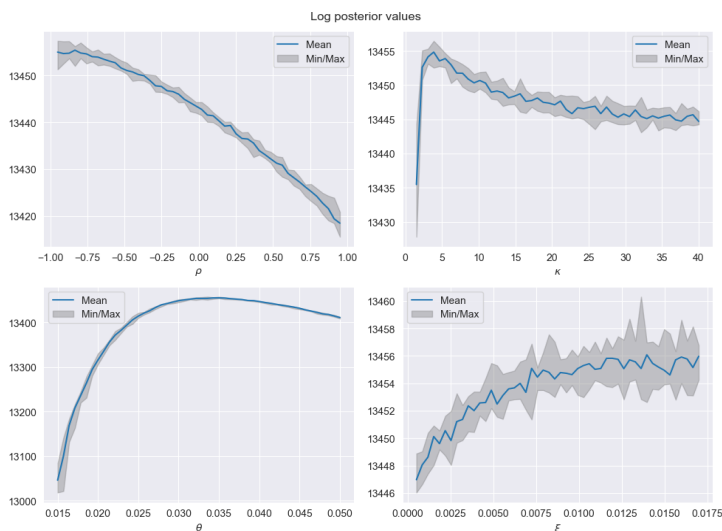 Log posterior values
Mean
Min/Max
13450
13440
13430
13420
−1.00 −0.75 −0.50 −0.25 0.00 0.25 0.50 0.75 1.00
ρ
Mean
Min/Max
13455
13450
13445
13440
13435
13430
0 5 10 15 20 25 30 35 40
κ
Mean
Min/Max
13400
13300
13200
13100
13000
0.015 0.020 0.025 0.030 0.035 0.040 0.045 0.050
θ
Mean
Min/Max
13460
13458
13456
13454
13452
13450
13448
13446
0.0000 0.0025 0.0050 0.0075 0.0100 0.0125 0.0150 0.0175
ξ